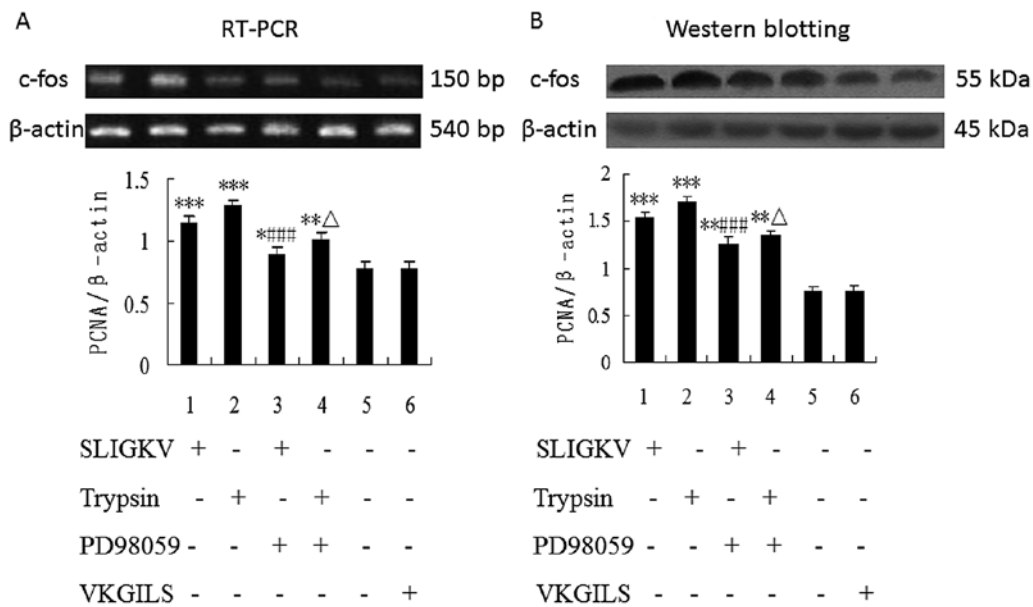 A
RT-PCR
c-fos
150 bp
β-actin
540 bp
PCNA/β-actin
1.5
1
0.5
0
***
***
*###
**△
1 2 3 4 5 6
SLIGKV + - + - - -
Trypsin - + - + - -
PD98059 - - + + - -
VKGILS - - - - - +
B
Western blotting
c-fos
55 kDa
β-actin
45 kDa
PCNA/β-actin
2
1.5
1
0.5
0
***
***
**###
**△
1 2 3 4 5 6
SLIGKV + - + - - -
Trypsin - + - + - -
PD98059 - - + + - -
VKGILS - - - - - +